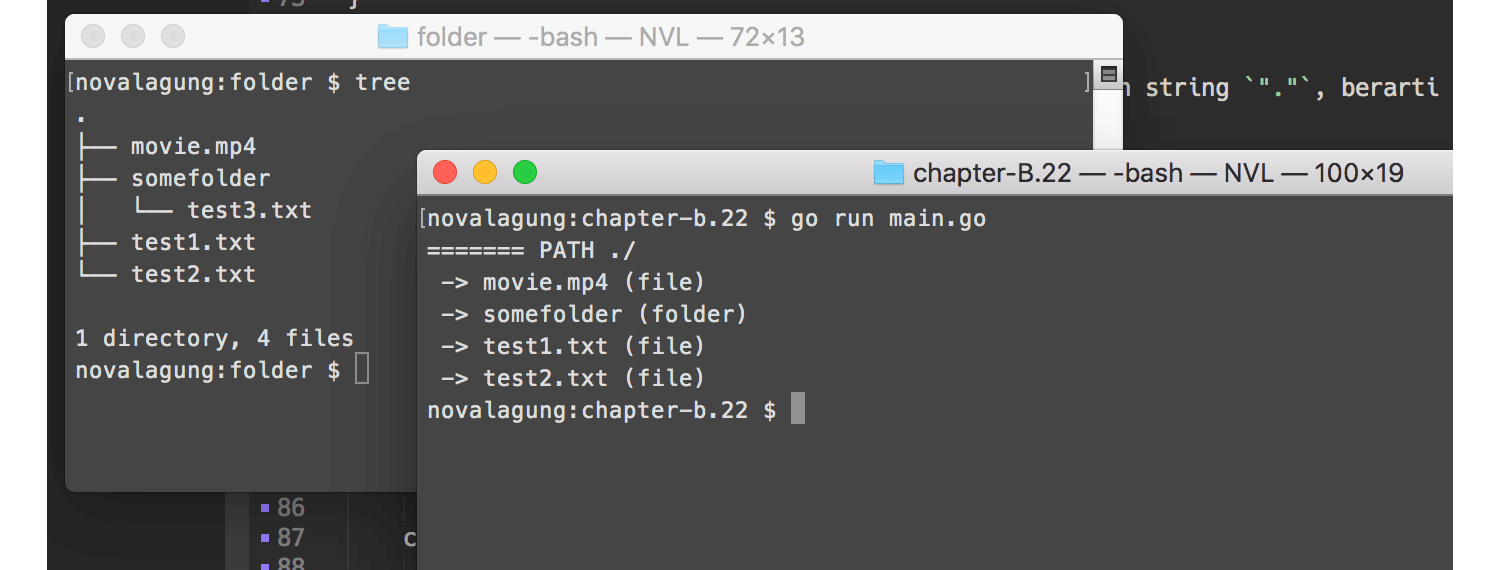 75 }
folder — -bash — NVL — 72×13
[novalagung:folder $ tree ]
.
├── movie.mp4
├── somefolder
│   └── test3.txt
├── test1.txt
└── test2.txt
1 directory, 4 files
novalagung:folder $
string `"."`, berarti
chapter-B.22 — -bash — NVL — 100×19
[novalagung:chapter-b.22 $ go run main.go
======= PATH ./
 -> movie.mp4 (file)
 -> somefolder (folder)
 -> test1.txt (file)
 -> test2.txt (file)
novalagung:chapter-b.22 $
86
87 c
88